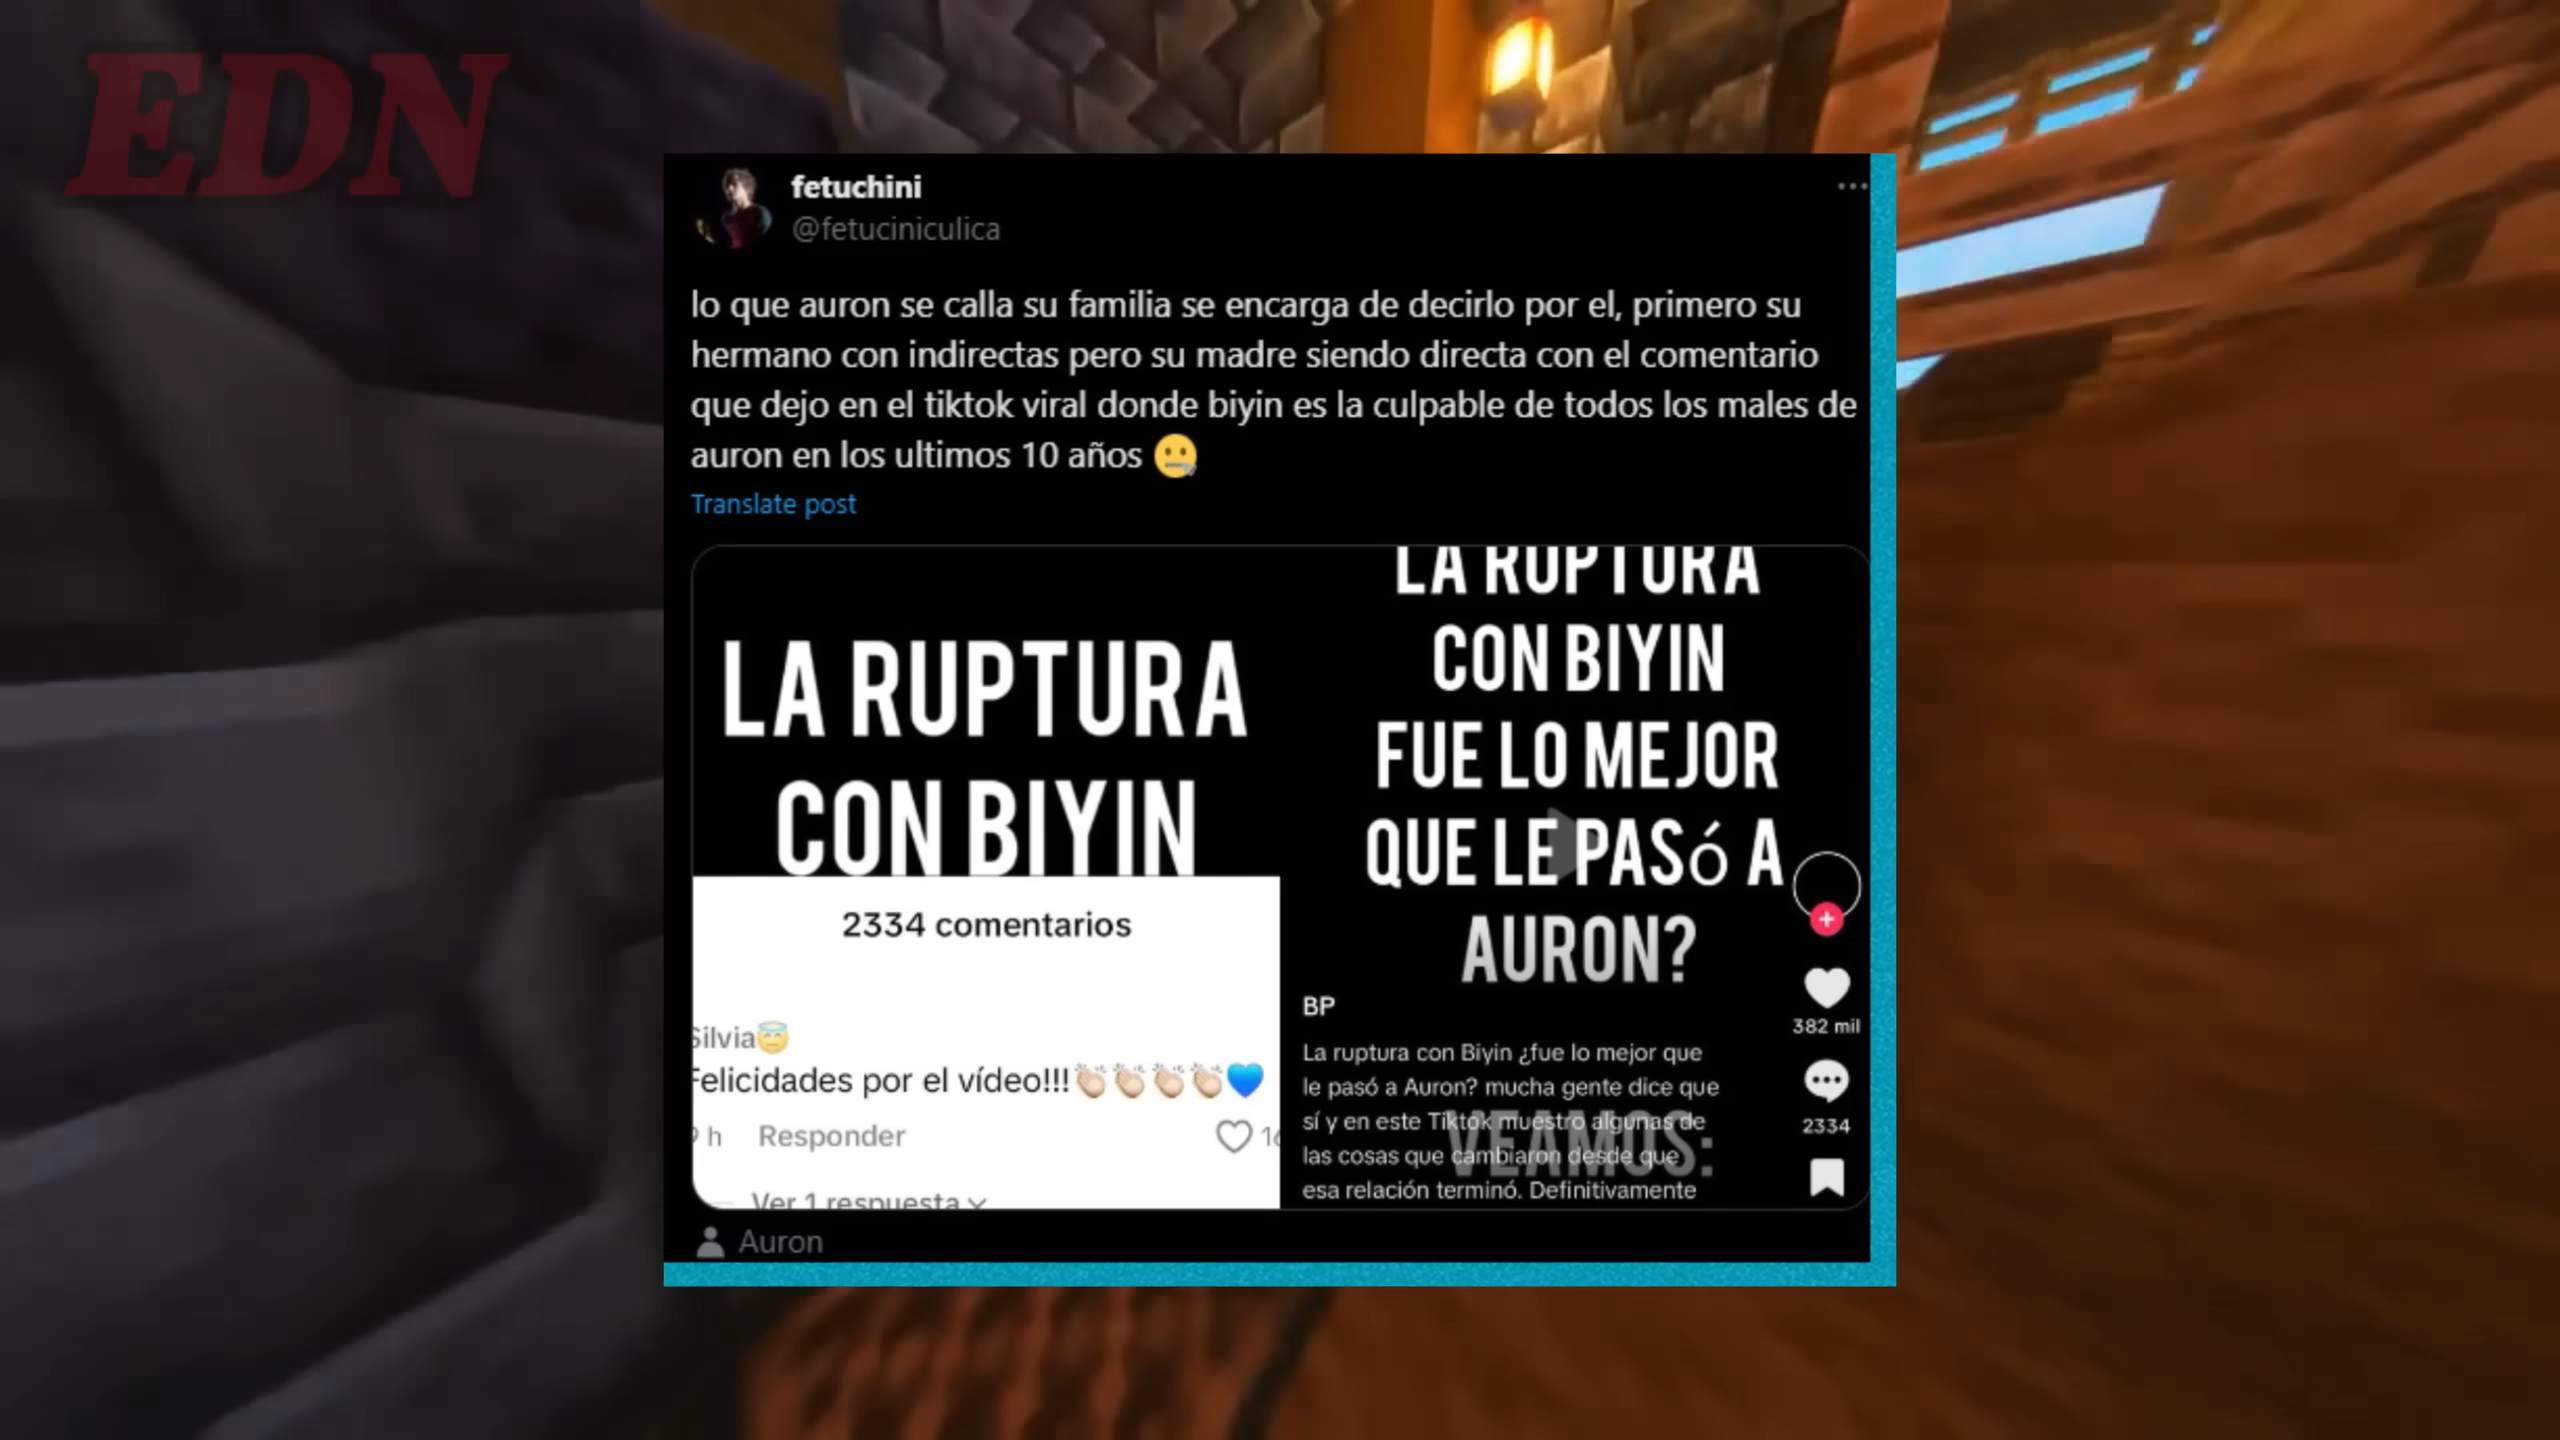 EDN
fetuchini
@fetuciniculica
lo que auron se calla su familia se encarga de decirlo por el, primero su
hermano con indirectas pero su madre siendo directa con el comentario
que dejo en el tiktok viral donde biyin es la culpable de todos los males de
auron en los ultimos 10 años 🤐
Translate post
LA RUPTURA
CON BIYIN
2334 comentarios
Silvia😇
Felicidades por el vídeo!!!👏🏻👏🏻👏🏻👏🏻💙
h Responder
Ver 1 respuesta
LA RUPTURA
CON BIYIN
FUE LO MEJOR
QUE LE PASó A
AURON?
VEAMOS:
BP
La ruptura con Biyin ¿fue lo mejor que
le pasó a Auron? mucha gente dice que
sí y en este Tiktok muestro algunas de
las cosas que cambiaron desde que
esa relación terminó. Definitivamente
382 mil
2334
Auron